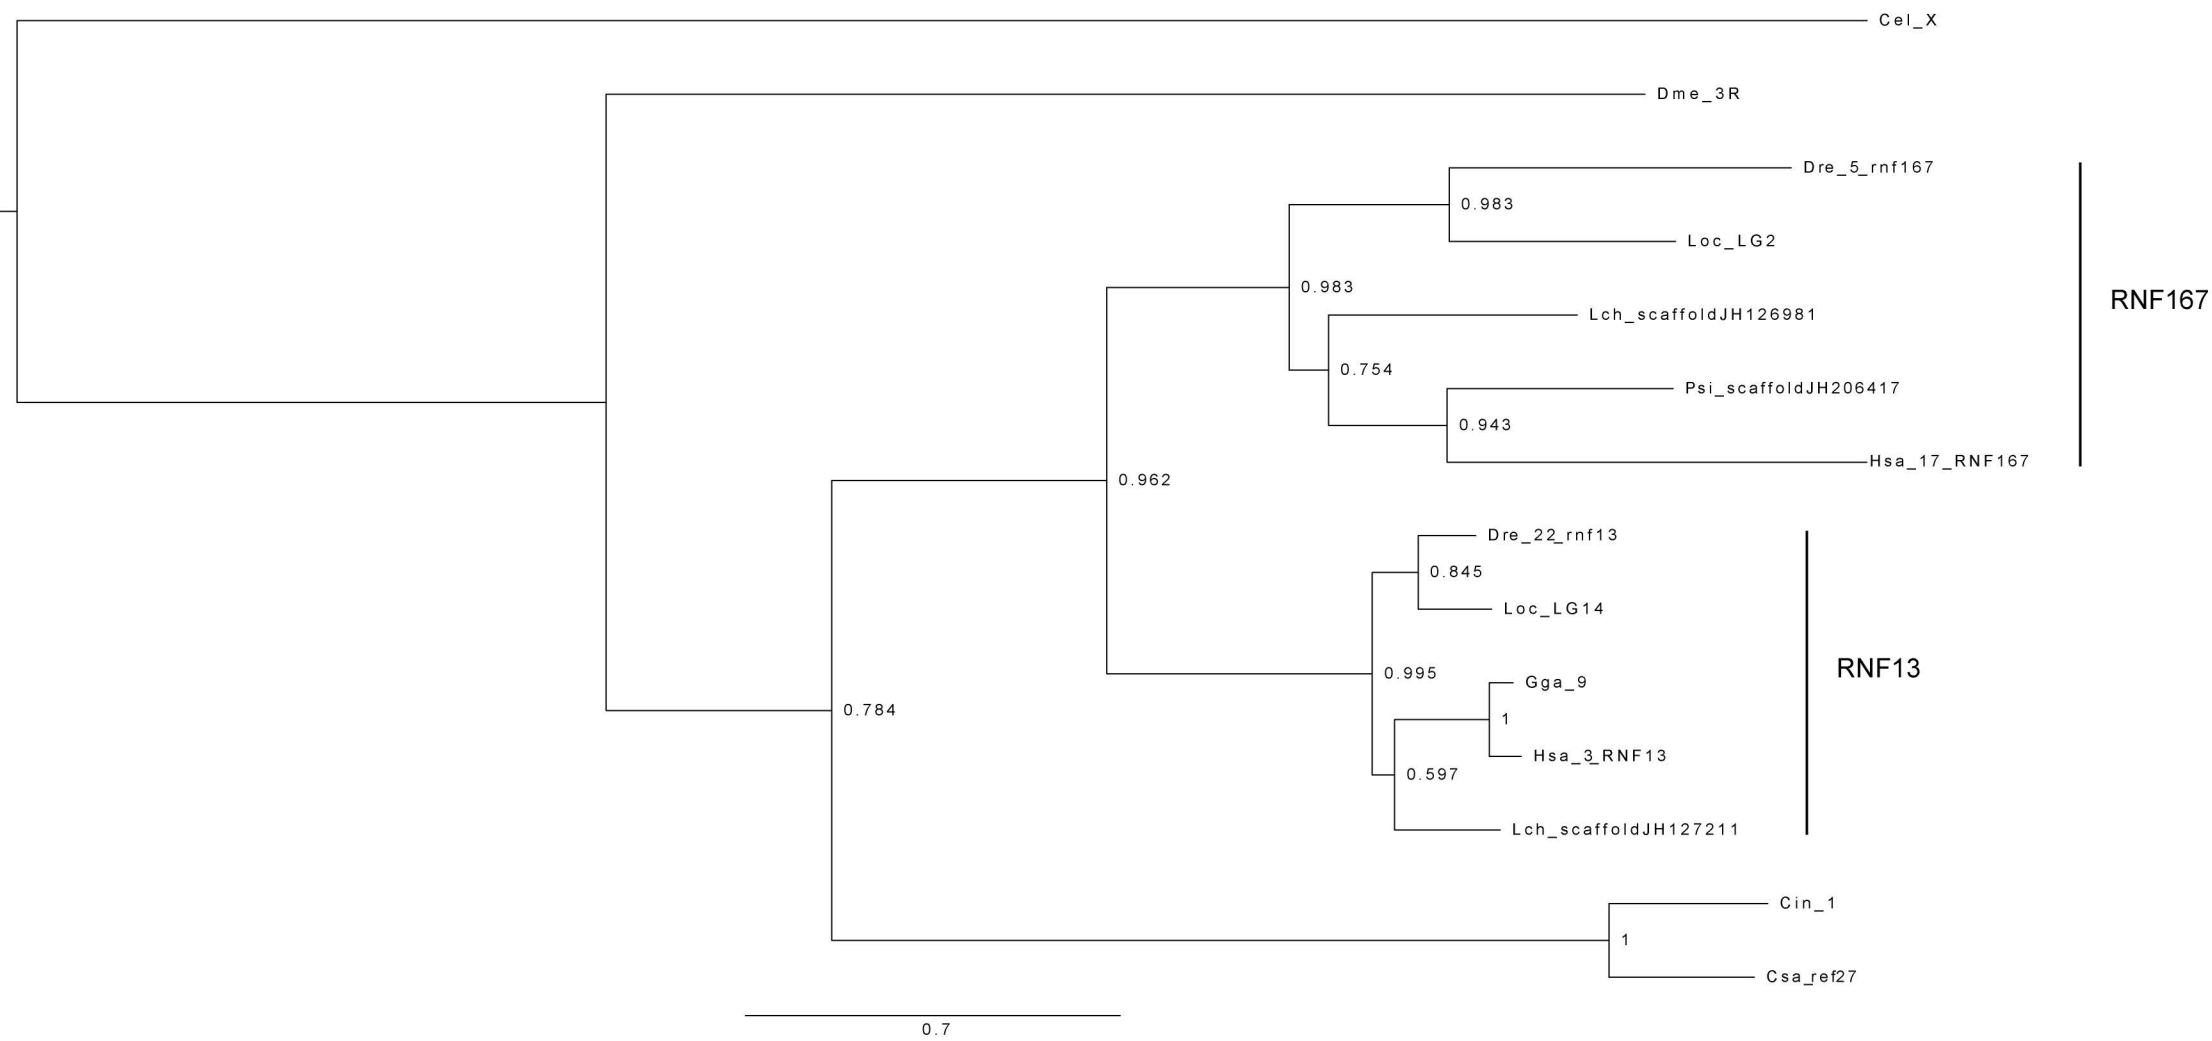 Cel_X
Dme_3R
Dre_5_rnf167
0.983
Loc_LG2
0.983
RNF167
Lch_scaffoldJH126981
0.754
Psi_scaffoldJH206417
0.943
Hsa_17_RNF167
0.962
Dre_22_rnf13
0.845
Loc_LG14
RNF13
0.995
Gga_9
0.784
1
Hsa_3_RNF13
0.597
Lch_scaffoldJH127211
Cin_1
1
Csa_ref27
0.7